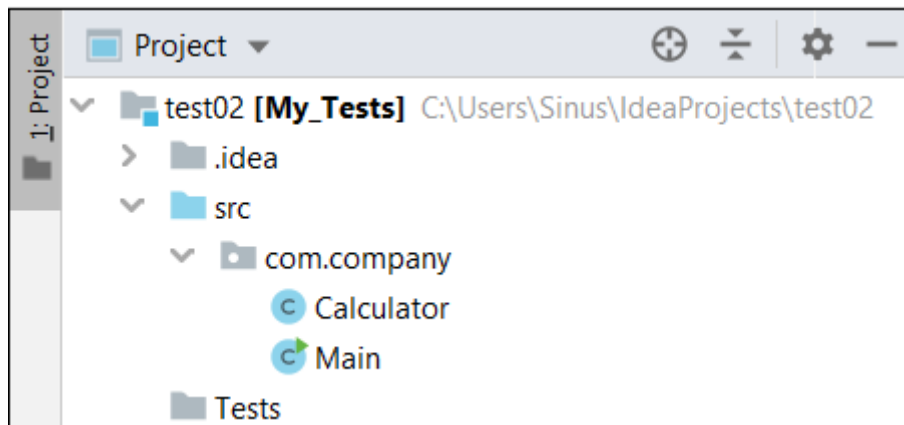 1: Project
Project
test02 [My_Tests] C:\Users\Sinus\IdeaProjects\test02
.idea
src
com.company
C Calculator
C Main
Tests